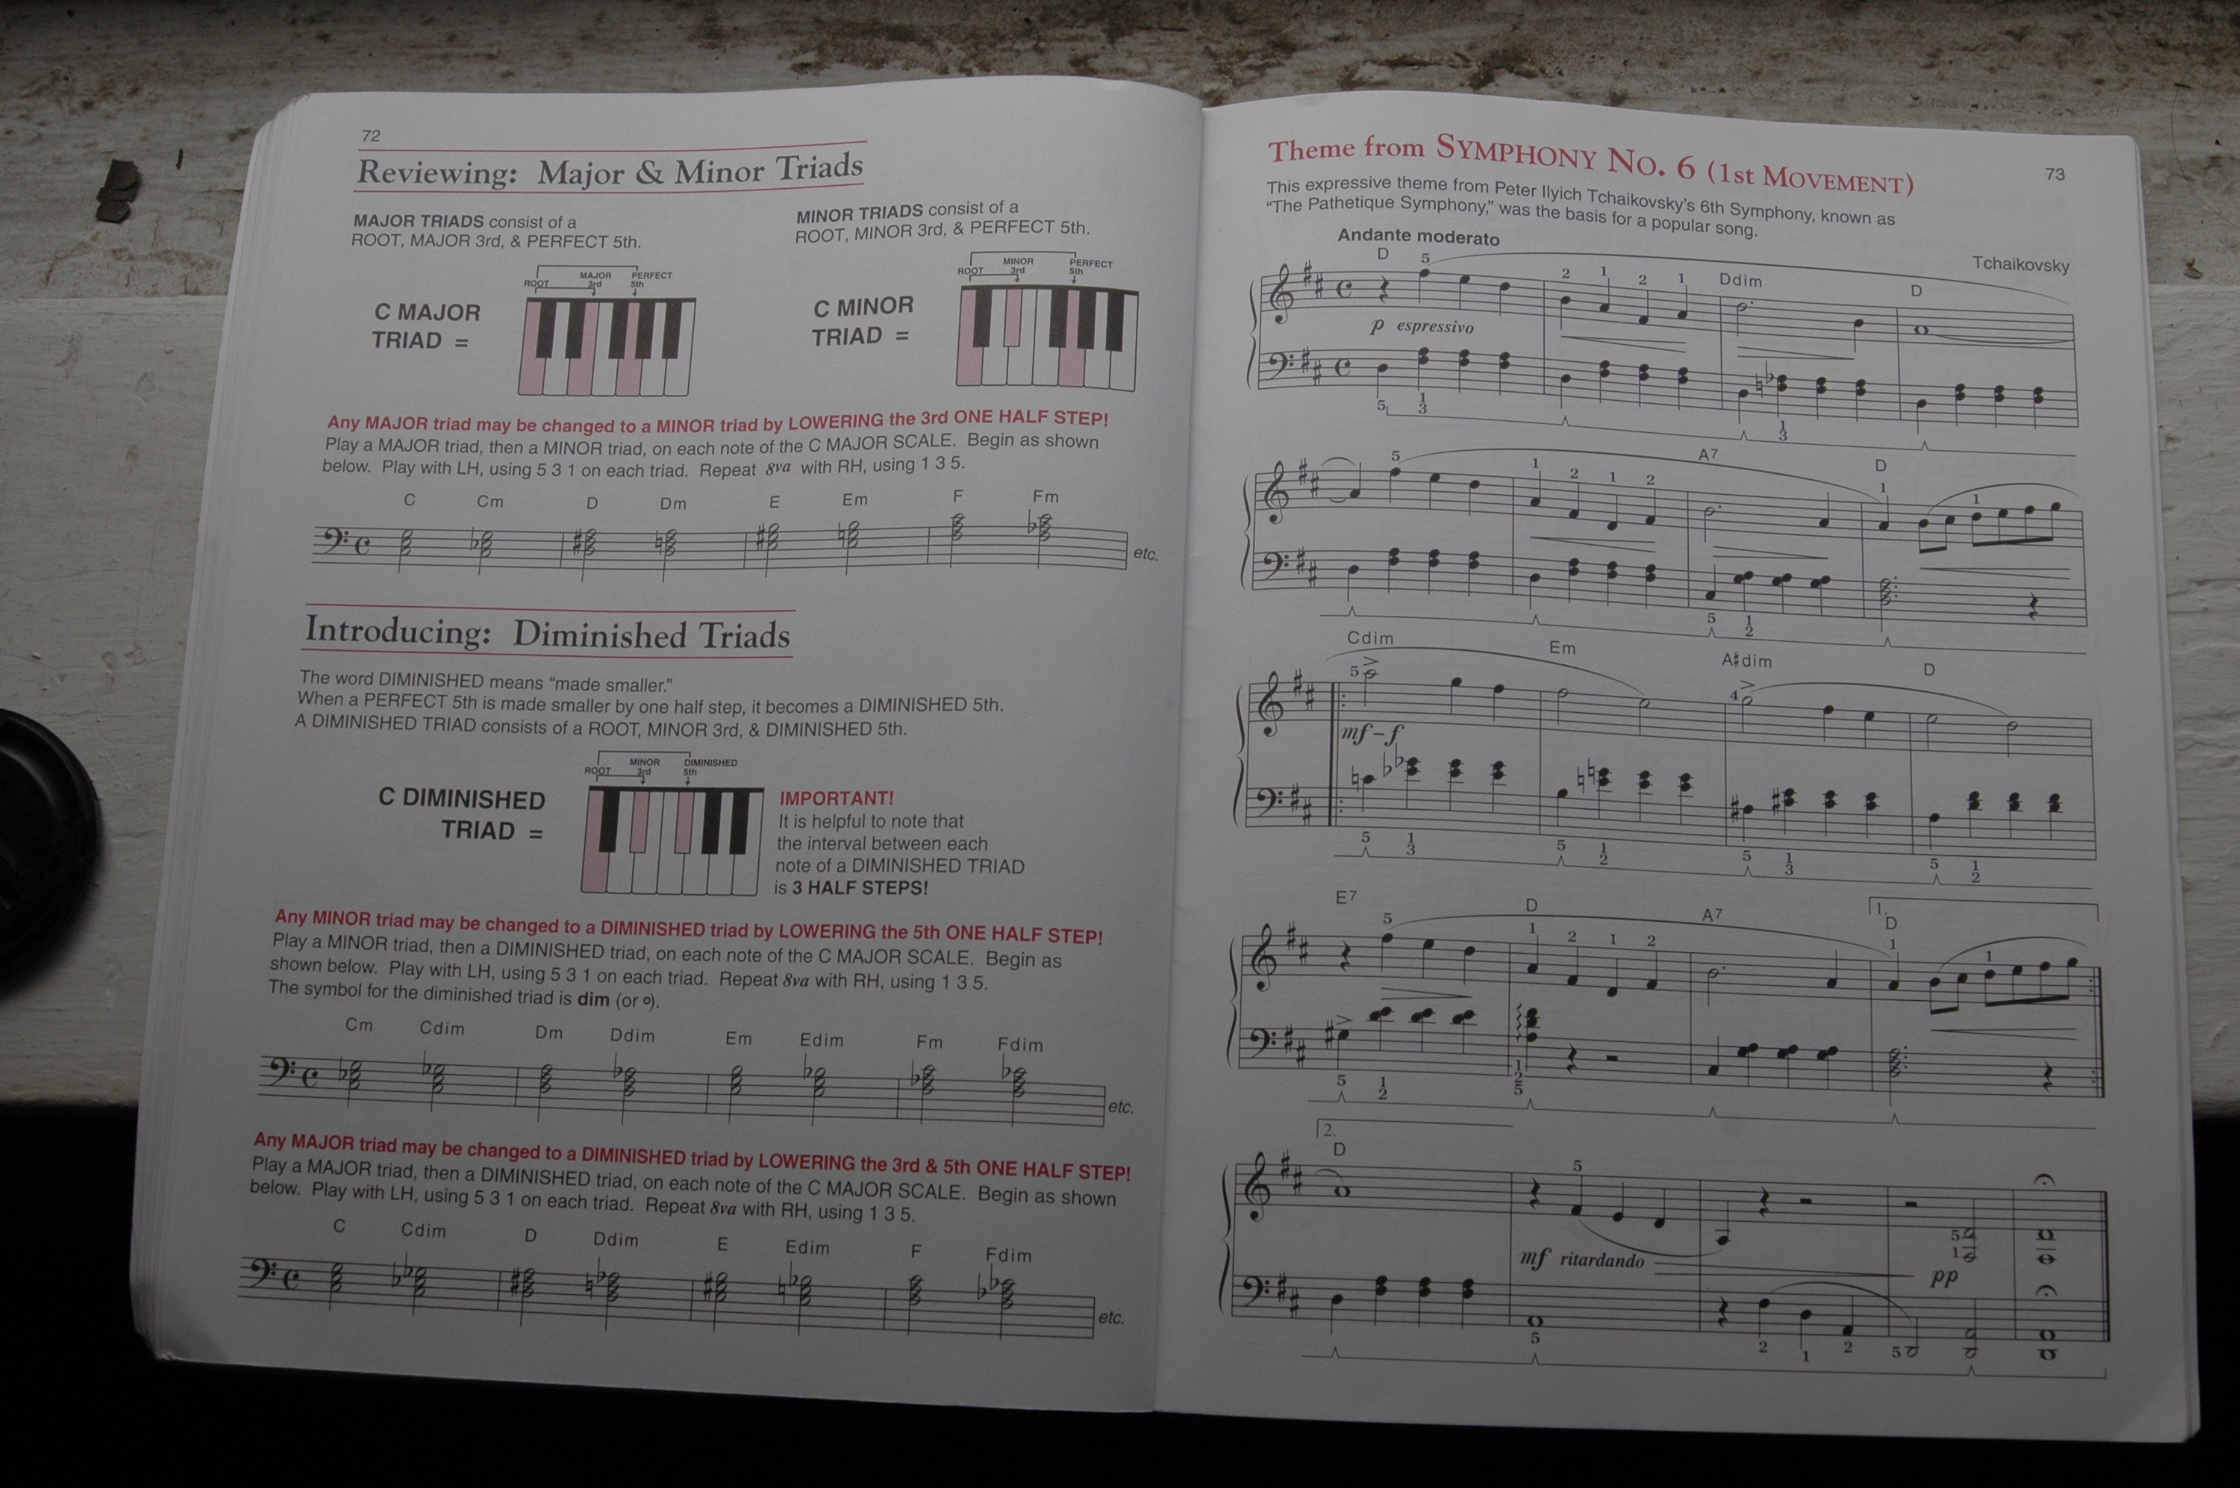 72
Reviewing: Major & Minor Triads
MAJOR TRIADS consist of a
ROOT, MAJOR 3rd, & PERFECT 5th.
MINOR TRIADS consist of a
ROOT, MINOR 3rd, & PERFECT 5th.
ROOT MAJOR 3rd PERFECT 5th
C MAJOR
TRIAD =
ROOT MINOR 3rd PERFECT 5th
C MINOR
TRIAD =
Any MAJOR triad may be changed to a MINOR triad by LOWERING the 3rd ONE HALF STEP!
Play a MAJOR triad, then a MINOR triad, on each note of the C MAJOR SCALE. Begin as shown
below. Play with LH, using 5 3 1 on each triad. Repeat 8va with RH, using 1 3 5.
C Cm D Dm E Em F Fm
etc.
Introducing: Diminished Triads
The word DIMINISHED means “made smaller.”
When a PERFECT 5th is made smaller by one half step, it becomes a DIMINISHED 5th.
A DIMINISHED TRIAD consists of a ROOT, MINOR 3rd, & DIMINISHED 5th.
ROOT MINOR 3rd DIMINISHED 5th
C DIMINISHED
TRIAD =
IMPORTANT!
It is helpful to note that
the interval between each
note of a DIMINISHED TRIAD
is 3 HALF STEPS!
Any MINOR triad may be changed to a DIMINISHED triad by LOWERING the 5th ONE HALF STEP!
Play a MINOR triad, then a DIMINISHED triad, on each note of the C MAJOR SCALE. Begin as
shown below. Play with LH, using 5 3 1 on each triad. Repeat 8va with RH, using 1 3 5.
The symbol for the diminished triad is dim (or o).
Cm Cdim Dm Ddim Em Edim Fm Fdim
etc.
Any MAJOR triad may be changed to a DIMINISHED triad by LOWERING the 3rd & 5th ONE HALF STEP!
Play a MAJOR triad, then a DIMINISHED triad, on each note of the C MAJOR SCALE. Begin as shown
below. Play with LH, using 5 3 1 on each triad. Repeat 8va with RH, using 1 3 5.
C Cdim D Ddim E Edim F Fdim
etc.
Theme from SYMPHONY NO. 6 (1st MOVEMENT)
73
This expressive theme from Peter Ilyich Tchaikovsky’s 6th Symphony, known as
“The Pathetique Symphony,” was the basis for a popular song.
Andante moderato
Tchaikovsky
D 5 2 1 2 1 Ddim D
p espressivo
5 1 3 1 3
5 1 2 1 2 A7 D 1 1
5 1 2
Cdim Em A♯dim D
5 4
mf – f
5 1 3 5 1 2 5 1 3 5 1 2
E7 D A7 1. D
5 1 2 1 2 1 1
5 1 2 1 2 5
2.
D
5
mf ritardando
5 1
pp
5 2 1 2 5